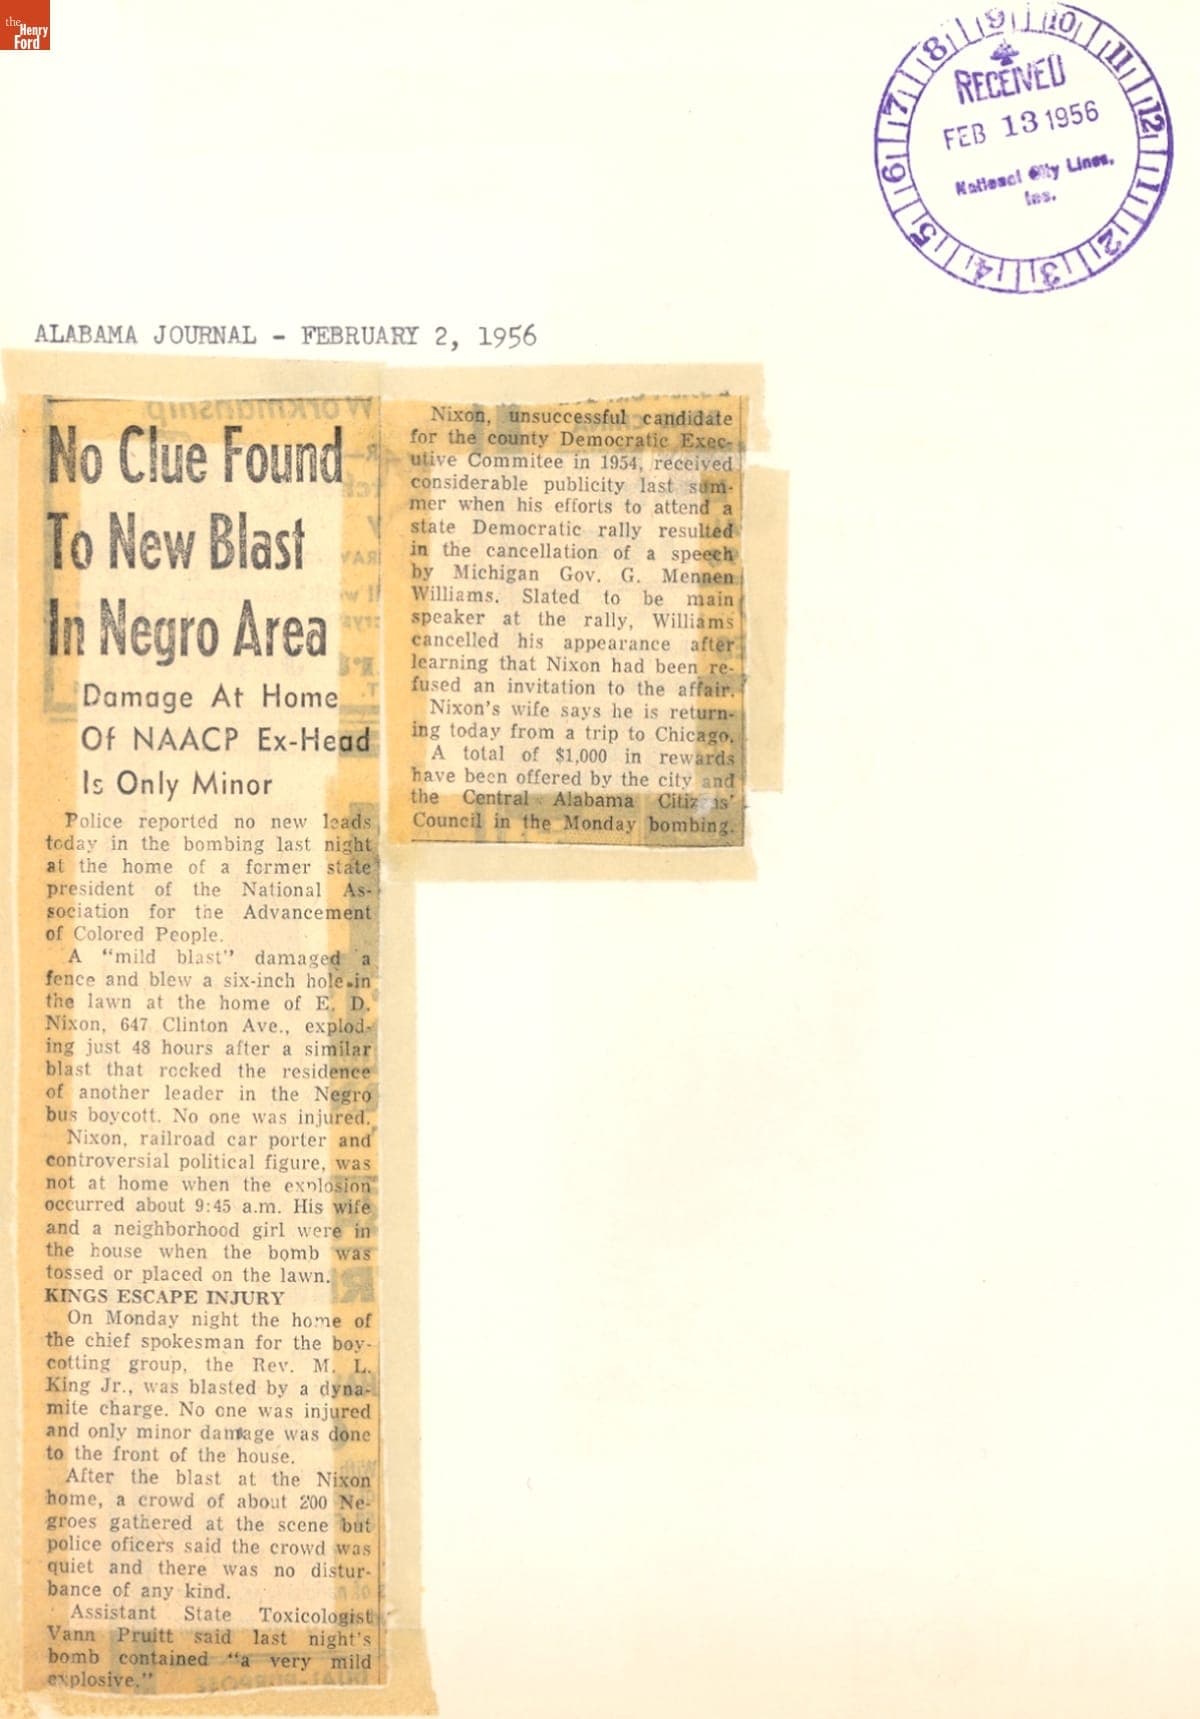 the
Henry
Ford
9 10 11 12 1 2 3 4 5 6 7 8
RECEIVED
FEB 13 1956
National City Lines,
Inc.
ALABAMA JOURNAL - FEBRUARY 2, 1956
No Clue Found
To New Blast
In Negro Area
Damage At Home
Of NAACP Ex-Head
Is Only Minor
Police reported no new leads
today in the bombing last night
at the home of a former state
president of the National As-
sociation for the Advancement
of Colored People.
A "mild blast" damaged a
fence and blew a six-inch hole in
the lawn at the home of E. D.
Nixon, 647 Clinton Ave., explod-
ing just 48 hours after a similar
blast that rocked the residence
of another leader in the Negro
bus boycott. No one was injured.
Nixon, railroad car porter and
controversial political figure, was
not at home when the explosion
occurred about 9:45 a.m. His wife
and a neighborhood girl were in
the house when the bomb was
tossed or placed on the lawn.
KINGS ESCAPE INJURY
On Monday night the home of
the chief spokesman for the boy-
cotting group, the Rev. M. L.
King Jr., was blasted by a dyna-
mite charge. No one was injured
and only minor damage was done
to the front of the house.
After the blast at the Nixon
home, a crowd of about 200 Ne-
groes gathered at the scene but
police oficers said the crowd was
quiet and there was no distur-
bance of any kind.
Assistant State Toxicologist
Vann Pruitt said last night's
bomb contained "a very mild
explosive."
Nixon, unsuccessful candidate
for the county Democratic Exec-
utive Commitee in 1954, received
considerable publicity last sum-
mer when his efforts to attend a
state Democratic rally resulted
in the cancellation of a speech
by Michigan Gov. G. Mennen
Williams. Slated to be main
speaker at the rally, Williams
cancelled his appearance after
learning that Nixon had been re-
fused an invitation to the affair.
Nixon's wife says he is return-
ing today from a trip to Chicago.
A total of $1,000 in rewards
have been offered by the city and
the Central Alabama Citizens'
Council in the Monday bombing.